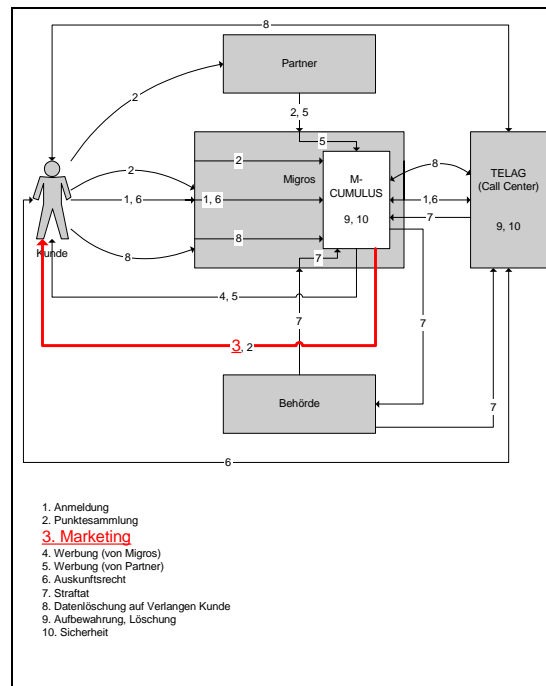 8
Partner
2
2, 5
5
2
2
Migros
M-
CUMULUS
9, 10
8
TELAG
(Call Center)
9, 10
1, 6
1, 6
1,6
7
8
8
7
Kunde
4, 5
7
7
3, 2
Behörde
7
6
1. Anmeldung
2. Punktesammlung
3. Marketing
4. Werbung (von Migros)
5. Werbung (von Partner)
6. Auskunftsrecht
7. Straftat
8. Datenlöschung auf Verlangen Kunde
9. Aufbewahrung, Löschung
10. Sicherheit